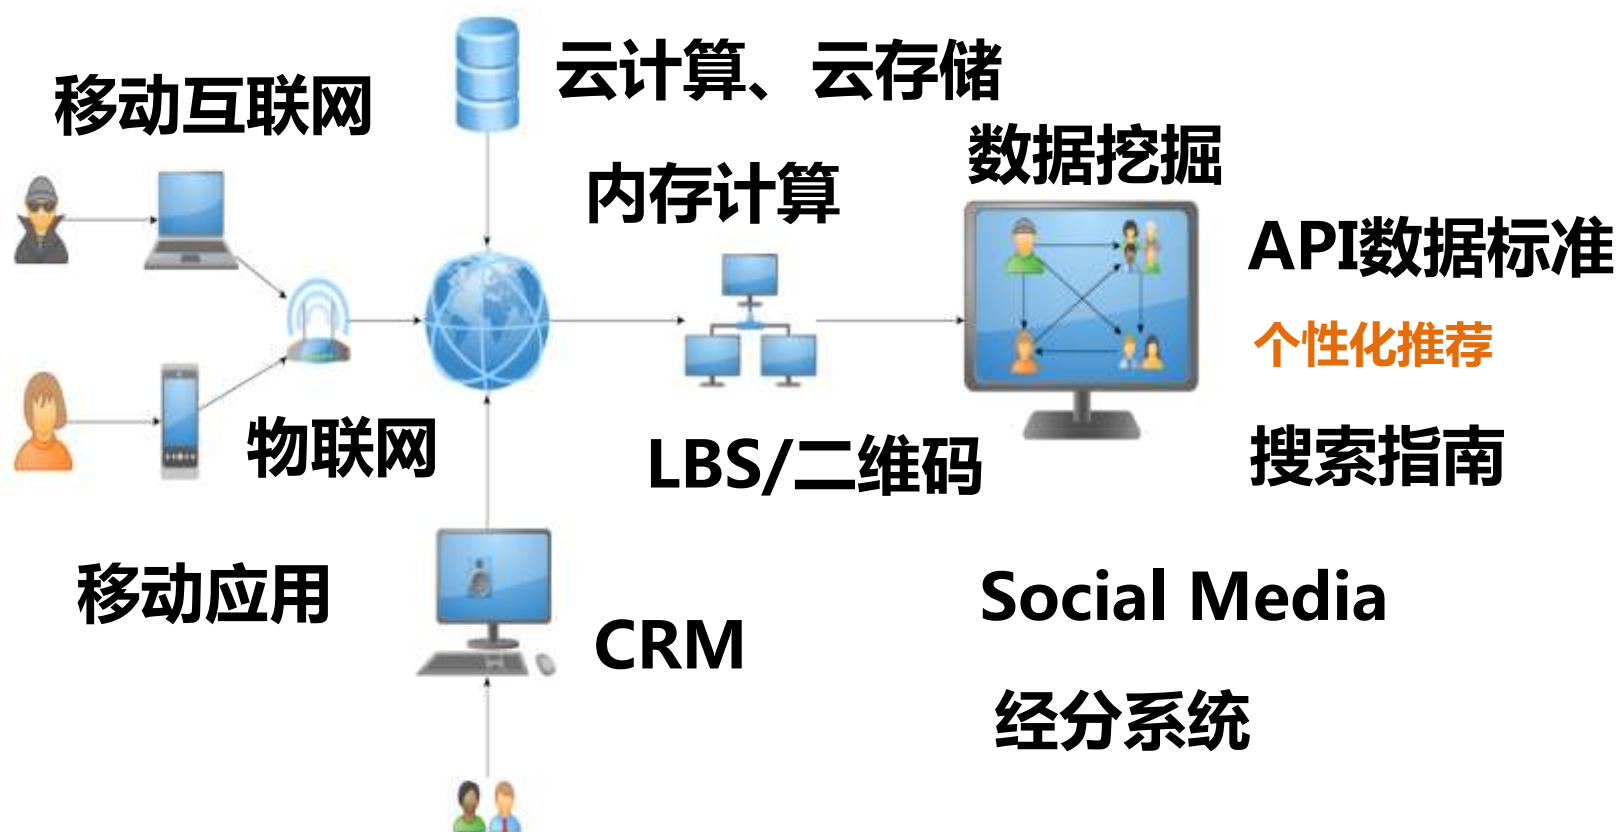 云计算、云存储
移动互联网
数据挖掘
内存计算
API数据标准
个性化推荐
物联网
LBS/二维码
搜索指南
移动应用
Social Media
CRM
经分系统